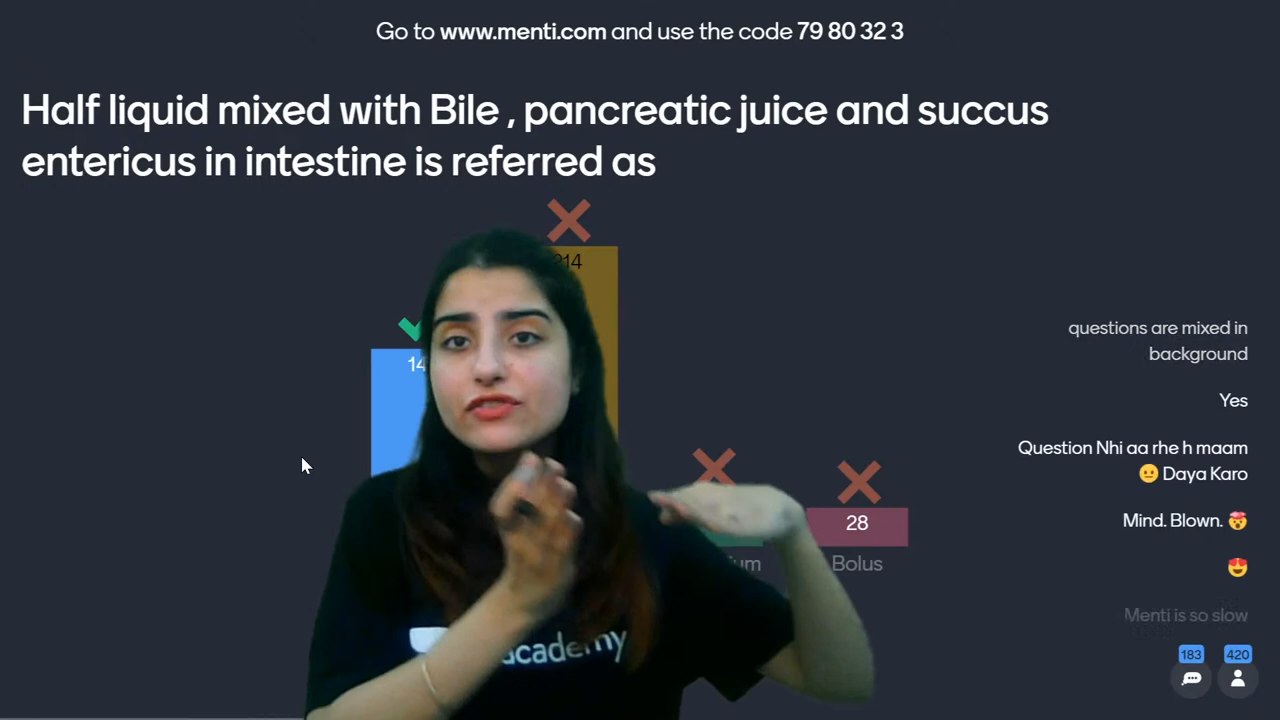 Go to www.menti.com and use the code 79 80 32 3
Half liquid mixed with Bile , pancreatic juice and succus
entericus in intestine is referred as
questions are mixed in
background
Yes
Question Nhi aa rhe h maam
😐 Daya Karo
Mind. Blown. 🤯
😍
Menti is so slow
28
Bolus
183
420